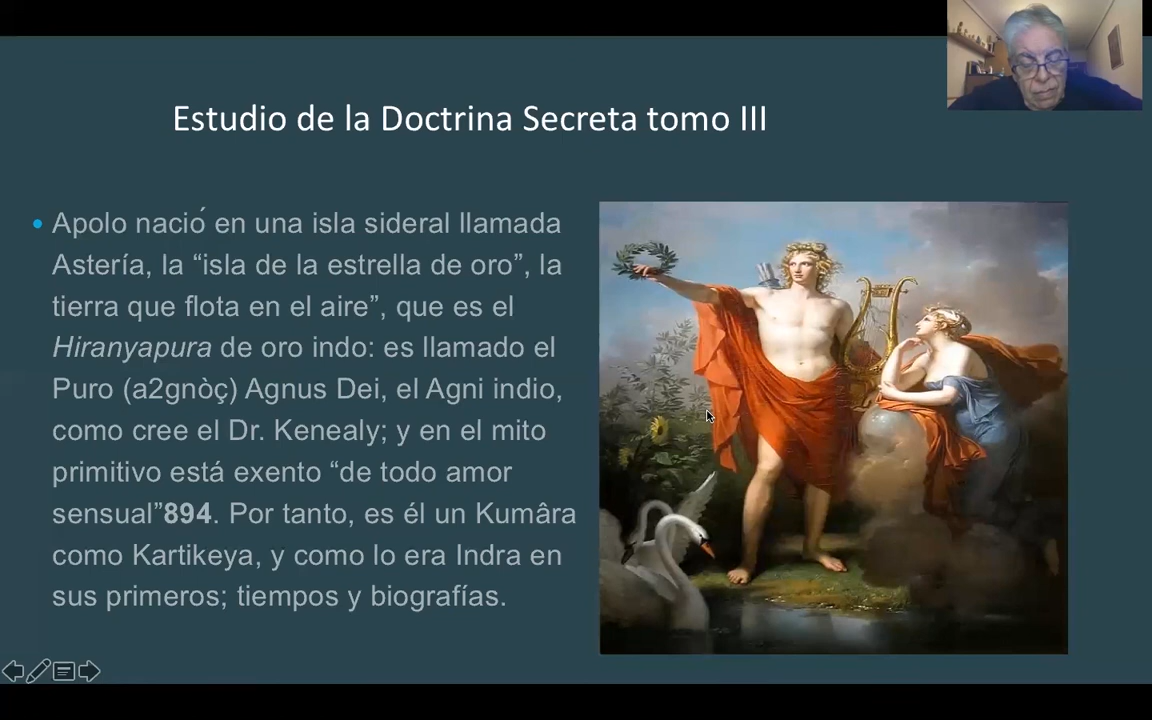 Estudio de la Doctrina Secreta tomo III
• Apolo nació en una isla sideral llamada
Astería, la “isla de la estrella de oro”, la
tierra que flota en el aire”, que es el
Hiranyapura de oro indo: es llamado el
Puro (a2gnòç) Agnus Dei, el Agni indio,
como cree el Dr. Kenealy; y en el mito
primitivo está exento “de todo amor
sensual”894. Por tanto, es él un Kumâra
como Kartikeya, y como lo era Indra en
sus primeros; tiempos y biografías.